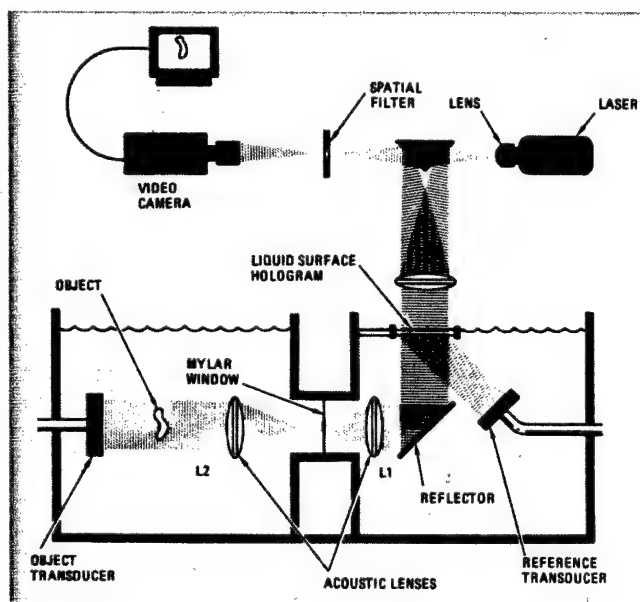 SPATIAL
FILTER
LENS
LASER
VIDEO
CAMERA
LIQUID SURFACE
HOLOGRAM
OBJECT
MYLAR
WINDOW
L2
L1
REFLECTOR
OBJECT
TRANSDUCER
ACOUSTIC LENSES
REFERENCE
TRANSDUCER